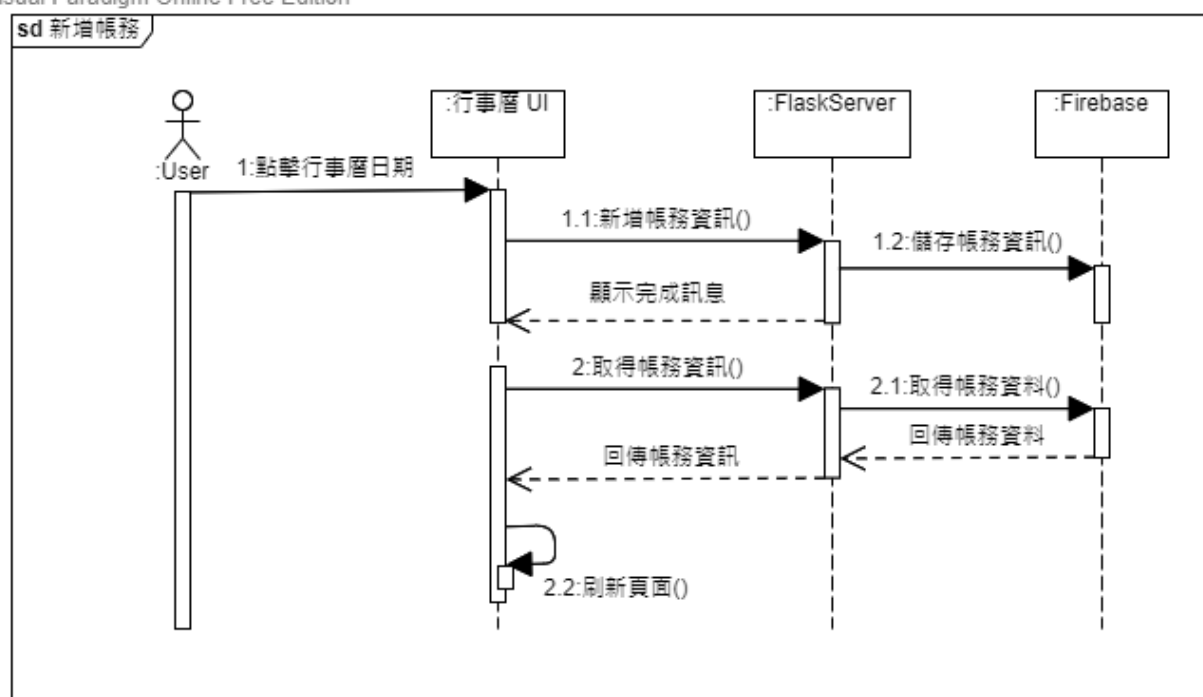 sd 新增帳務
:User
:行事曆 UI
:FlaskServer
:Firebase
1:點擊行事曆日期
1.1:新增帳務資訊()
1.2:儲存帳務資訊()
顯示完成訊息
2:取得帳務資訊()
2.1:取得帳務資料()
回傳帳務資料
回傳帳務資訊
2.2:刷新頁面()